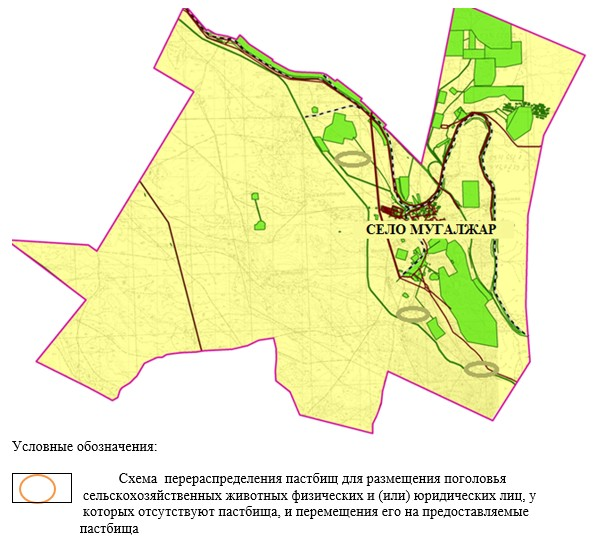 СЕЛО МУГАЛЖАР
Условные обозначения:
Схема перераспределения пастбищ для размещения поголовья
сельскохозяйственных животных физических и (или) юридических лиц, у
которых отсутствуют пастбища, и перемещения его на предоставляемые
пастбища